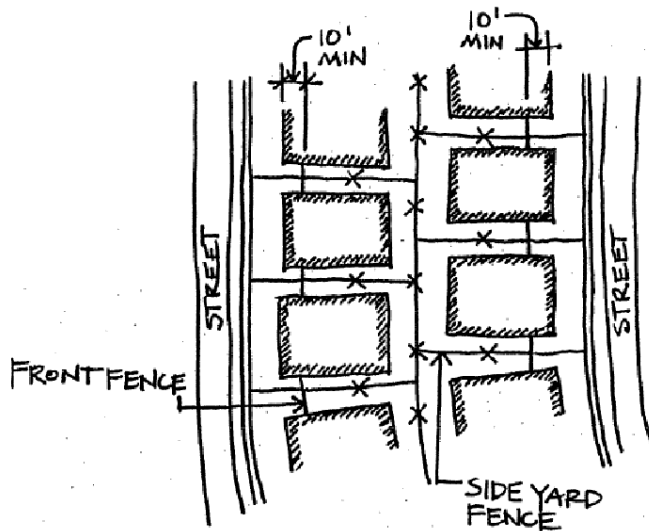 10'
MIN
10'
MIN
STREET
STREET
FRONT FENCE
SIDE YARD
FENCE